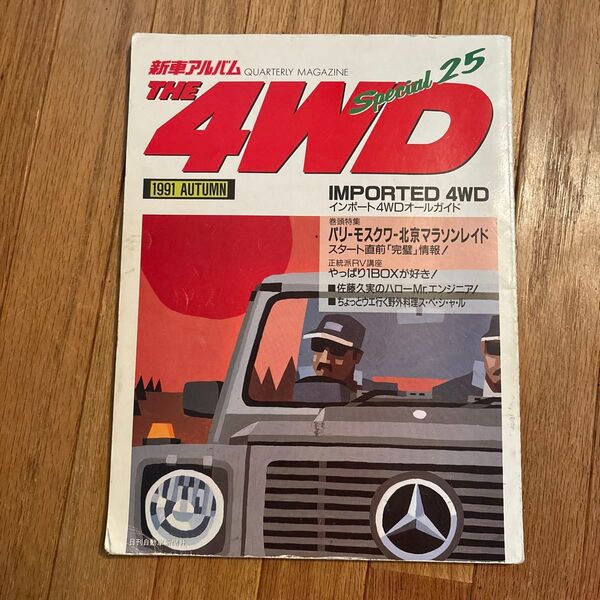 新車アルバム QUARTERLY MAGAZINE
THE 4WD
Special 25
1991 AUTUMN
IMPORTED 4WD
インポート4WDオールガイド
巻頭特集
パリーモスクワー北京マラソンレイド
スタート直前「完璧」情報!
正統派RV講座
やっぱり1BOXが好き!
■佐藤久実のハローMr.エンジニア!
■ちょっとウエ行く野外料理ス・ペ・シ・ャ・ル
日刊自動車新聞社